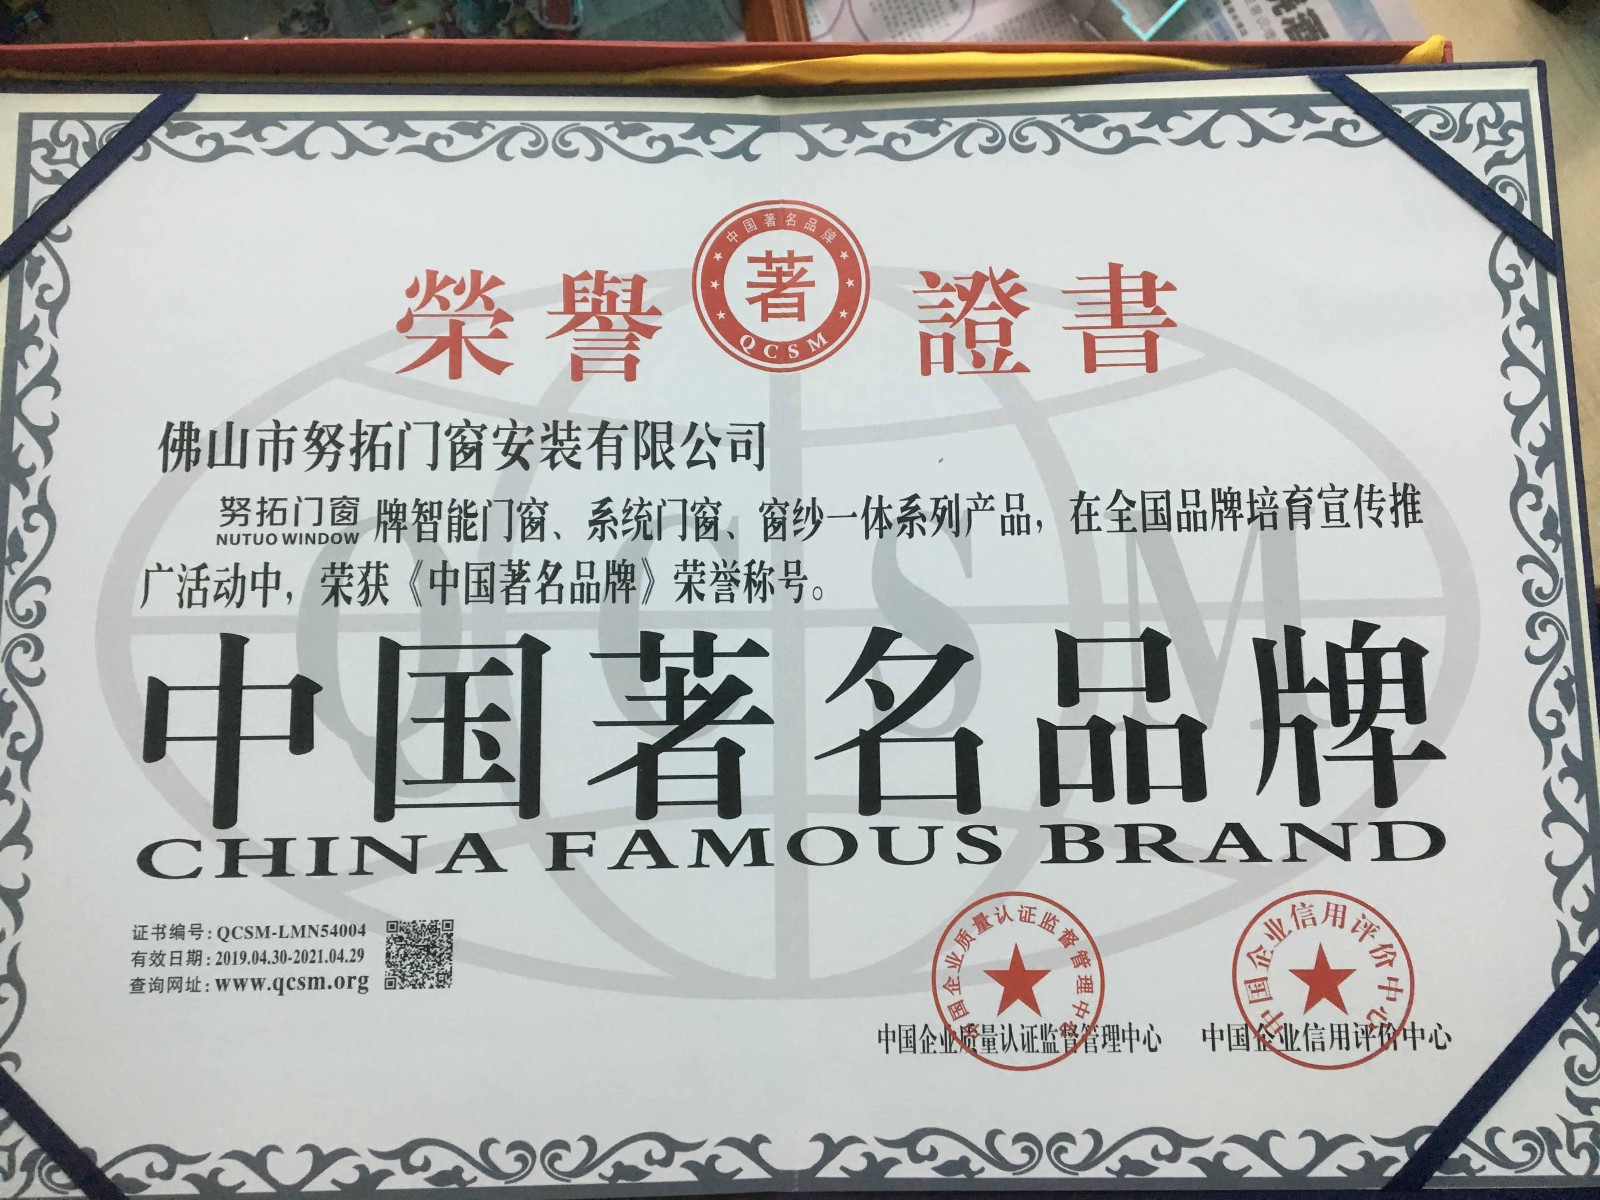 中国著名品牌
著
QCSM
榮譽證書
佛山市努拓门窗安装有限公司
努拓门窗
NUTUO WINDOW
牌智能门窗、系统门窗、窗纱一体系列产品，在全国品牌培育宣传推
广活动中，荣获《中国著名品牌》荣誉称号。
QCSM
中国著名品牌
CHINA FAMOUS BRAND
证书编号：QCSM-LMN54004
有效日期：2019.04.30-2021.04.29
查询网址：www.qcsm.org
中国企业质量认证监督管理中心
中国企业质量认证监督管理中心
中国企业信用评价中心
中国企业信用评价中心